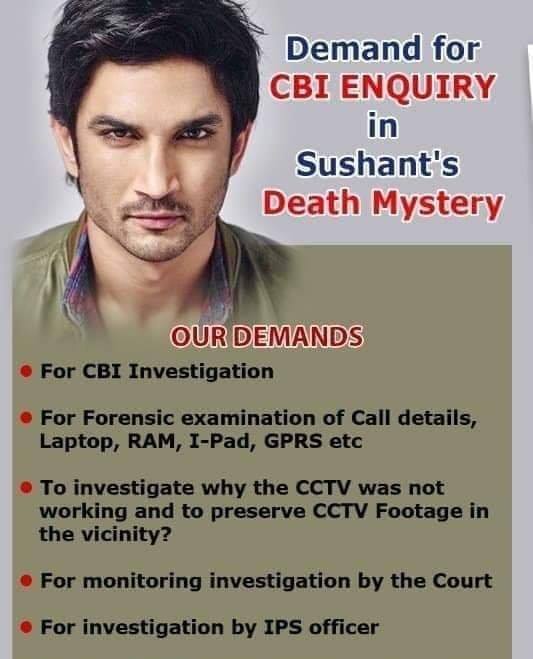 Demand for
CBI ENQUIRY
in
Sushant's
Death Mystery
OUR DEMANDS
• For CBI Investigation
• For Forensic examination of Call details,
Laptop, RAM, I-Pad, GPRS etc
• To investigate why the CCTV was not
working and to preserve CCTV Footage in
the vicinity?
• For monitoring investigation by the Court
• For investigation by IPS officer